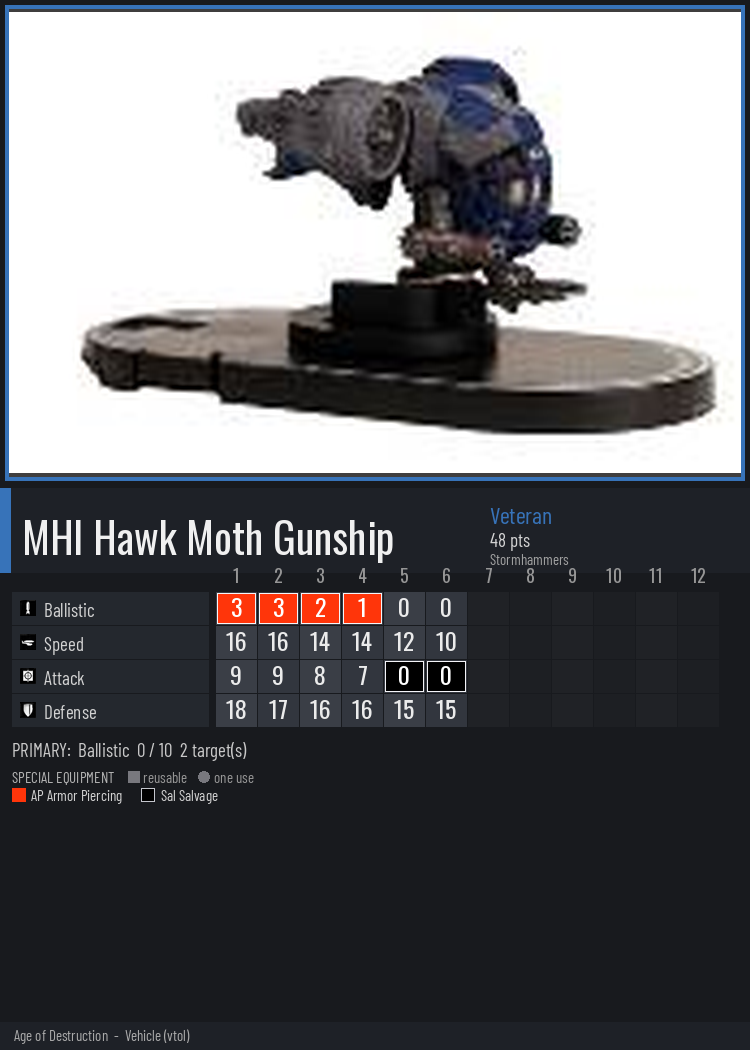 MHI Hawk Moth Gunship
Veteran
48 pts
Stormhammers
1 2 3 4 5 6 7 8 9 10 11 12
Ballistic 3 3 2 1 0 0
Speed 16 16 14 14 12 10
Attack 9 9 8 7 0 0
Defense 18 17 16 16 15 15
PRIMARY: Ballistic 0 / 10 2 target(s)
SPECIAL EQUIPMENT reusable one use
AP Armor Piercing Sal Salvage
Age of Destruction - Vehicle (vtol)